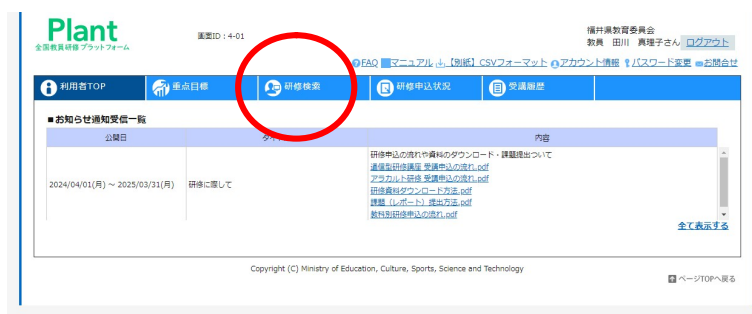 Plant
全国教員研修 プラットフォーム
画面ID：4-01
福井県教育委員会
教員 田川 真理子さん ログアウト
FAQ マニュアル 【別紙】CSVフォーマット アカウント情報 パスワード変更 お問合せ
利用者TOP 重点目標 研修検索 研修申込状況 受講履歴
■お知らせ通知受信一覧
公開日 内容
研修申込の流れや資料のダウンロード・課題提出ついて
通信型研修講座 受講申込の流れ.pdf
アラカルト研修 受講申込の流れ.pdf
2024/04/01(月) ～ 2025/03/31(月) 研修に際して
研修資料ダウンロード方法.pdf
課題（レポート）提出方法.pdf
教科別研修申込の流れ.pdf
全て表示する
Copyright (C) Ministry of Education, Culture, Sports, Science and Technology
ページTOPへ戻る